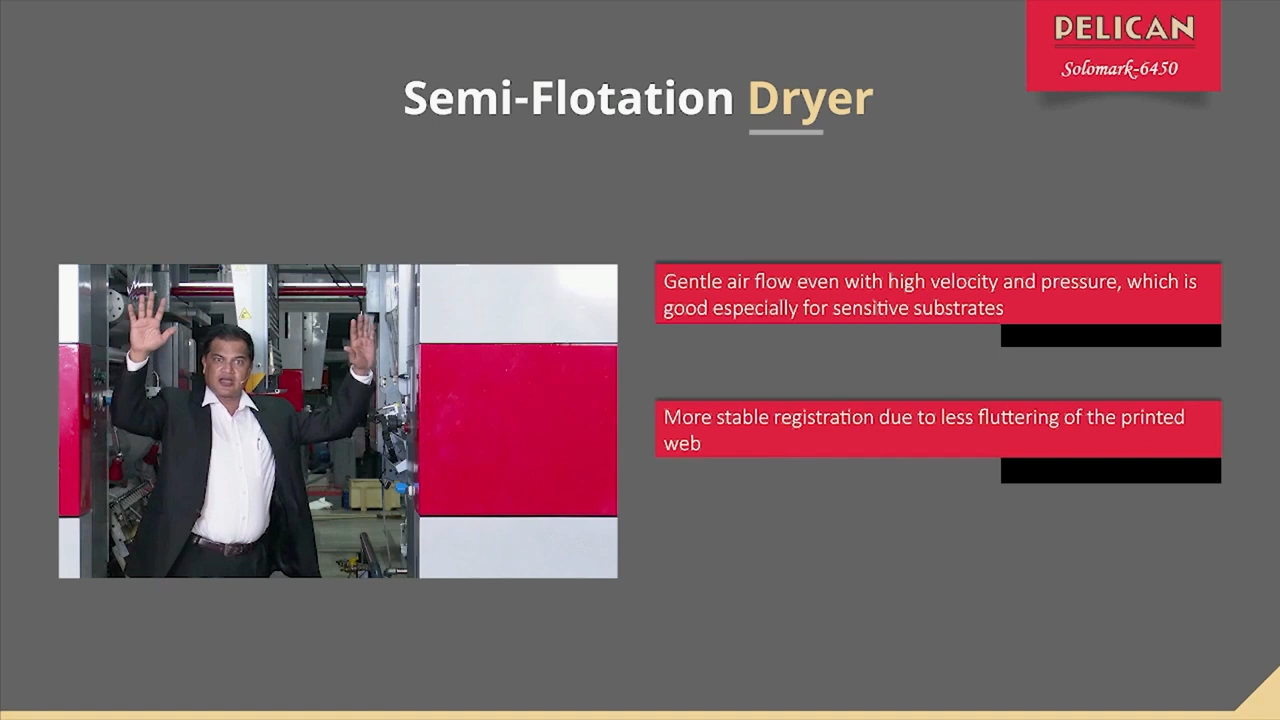 PELICAN
Solomark-6450
Semi-Flotation Dryer
Gentle air flow even with high velocity and pressure, which is
good especially for sensitive substrates
More stable registration due to less fluttering of the printed
web